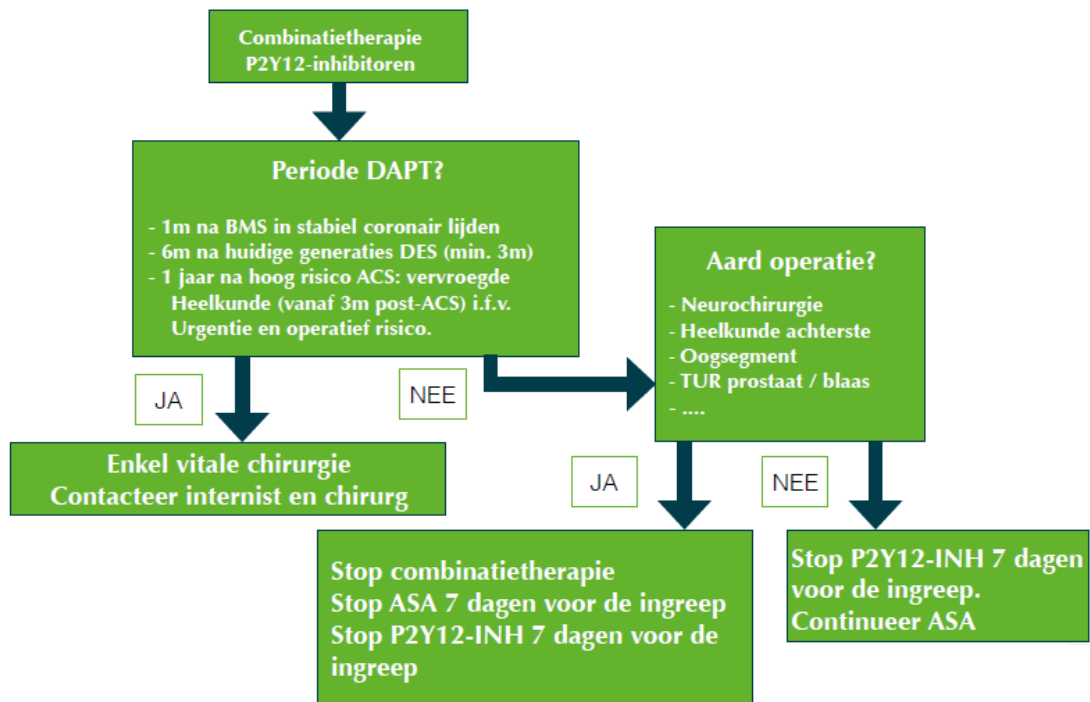 Combinatietherapie
P2Y12-inhibitoren
Periode DAPT?
- 1m na BMS in stabiel coronair lijden
- 6m na huidige generaties DES (min. 3m)
- 1 jaar na hoog risico ACS: vervroegde
Heelkunde (vanaf 3m post-ACS) i.f.v.
Urgentie en operatief risico.
Aard operatie?
- Neurochirurgie
- Heelkunde achterste
- Oogsegment
- TUR prostaat / blaas
- ....
JA
NEE
Enkel vitale chirurgie
Contacteer internist en chirurg
JA
NEE
Stop combinatietherapie
Stop ASA 7 dagen voor de ingreep
Stop P2Y12-INH 7 dagen voor de
ingreep
Stop P2Y12-INH 7 dagen
voor de ingreep.
Continueer ASA